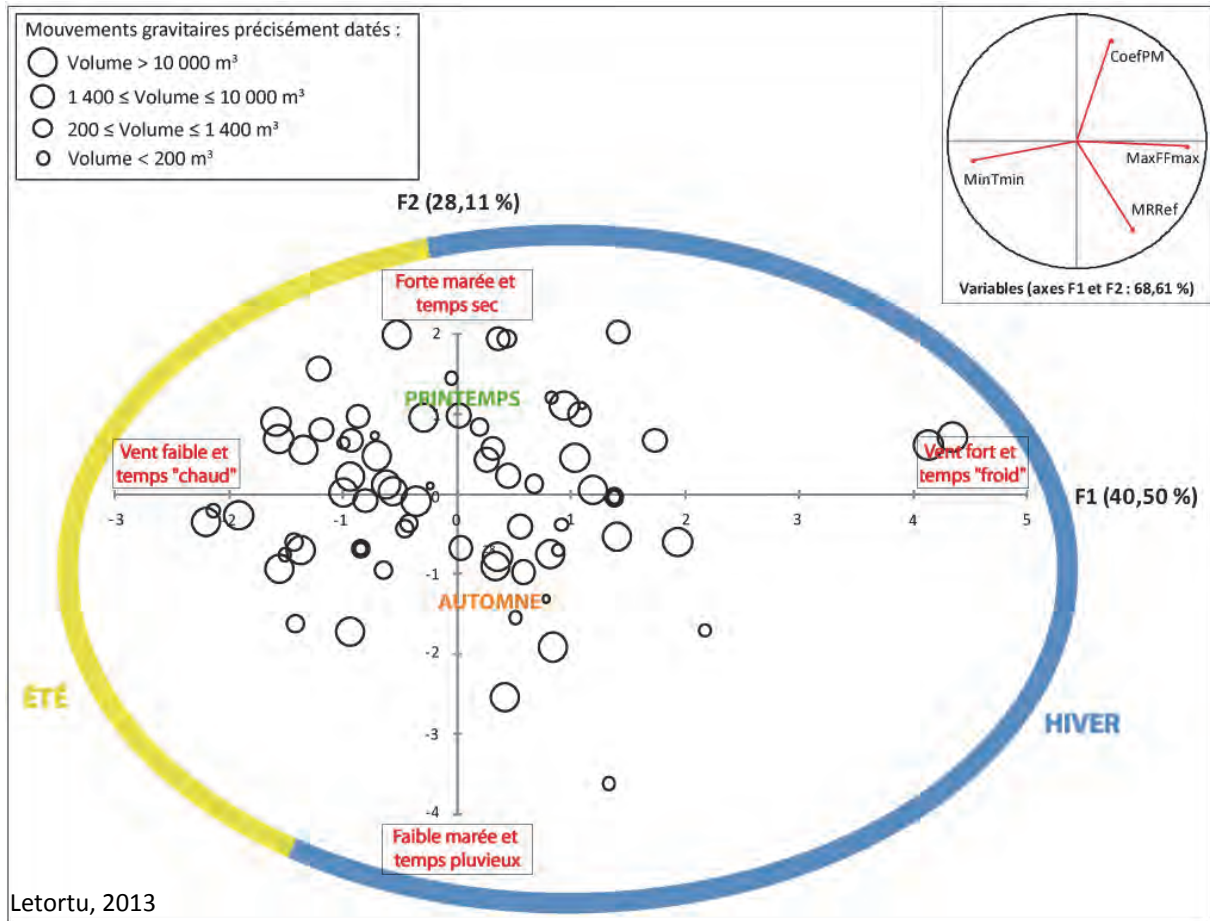 Mouvements gravitaires précisément datés :
Volume > 10 000 m³
1 400 ≤ Volume ≤ 10 000 m³
200 ≤ Volume ≤ 1 400 m³
Volume < 200 m³
CoefPM
MaxFFmax
MinTmin
MRRef
Variables (axes F1 et F2 : 68,61 %)
F2 (28,11 %)
Forte marée et
temps sec
2
PRINTEMPS
Vent faible et
temps "chaud"
Vent fort et
temps "froid"
F1 (40,50 %)
-3 -2 -1 0 1 2 3 4 5
-1
AUTOMNE
-2
ÉTÉ
HIVER
-3
-4
Faible marée et
temps pluvieux
Letortu, 2013